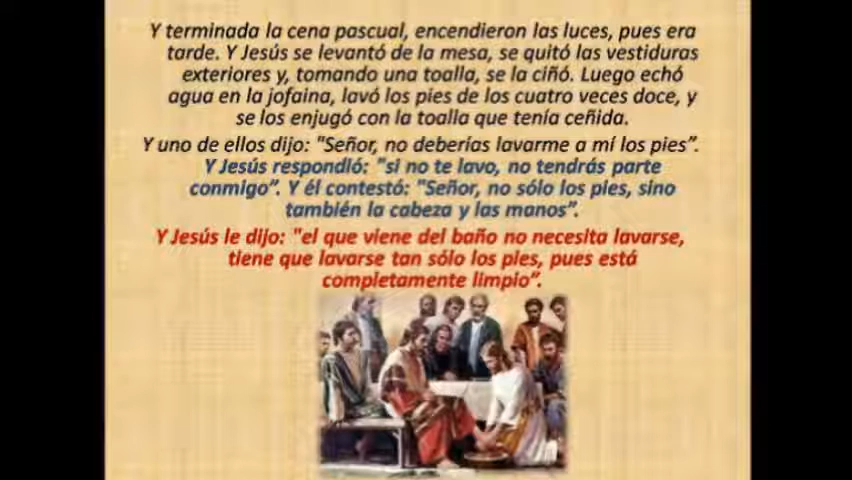 Y terminada la cena pascual, encendieron las luces, pues era
tarde. Y Jesús se levantó de la mesa, se quitó las vestiduras
exteriores y, tomando una toalla, se la ciñó. Luego echó
agua en la jofaina, lavó los pies de los cuatro veces doce, y
se los enjugó con la toalla que tenía ceñida.
Y uno de ellos dijo: "Señor, no deberías lavarme a mí los pies”.
Y Jesús respondió: "si no te lavo, no tendrás parte
conmigo”. Y él contestó: "Señor, no sólo los pies, sino
también la cabeza y las manos”.
Y Jesús le dijo: "el que viene del baño no necesita lavarse,
tiene que lavarse tan sólo los pies, pues está
completamente limpio”.